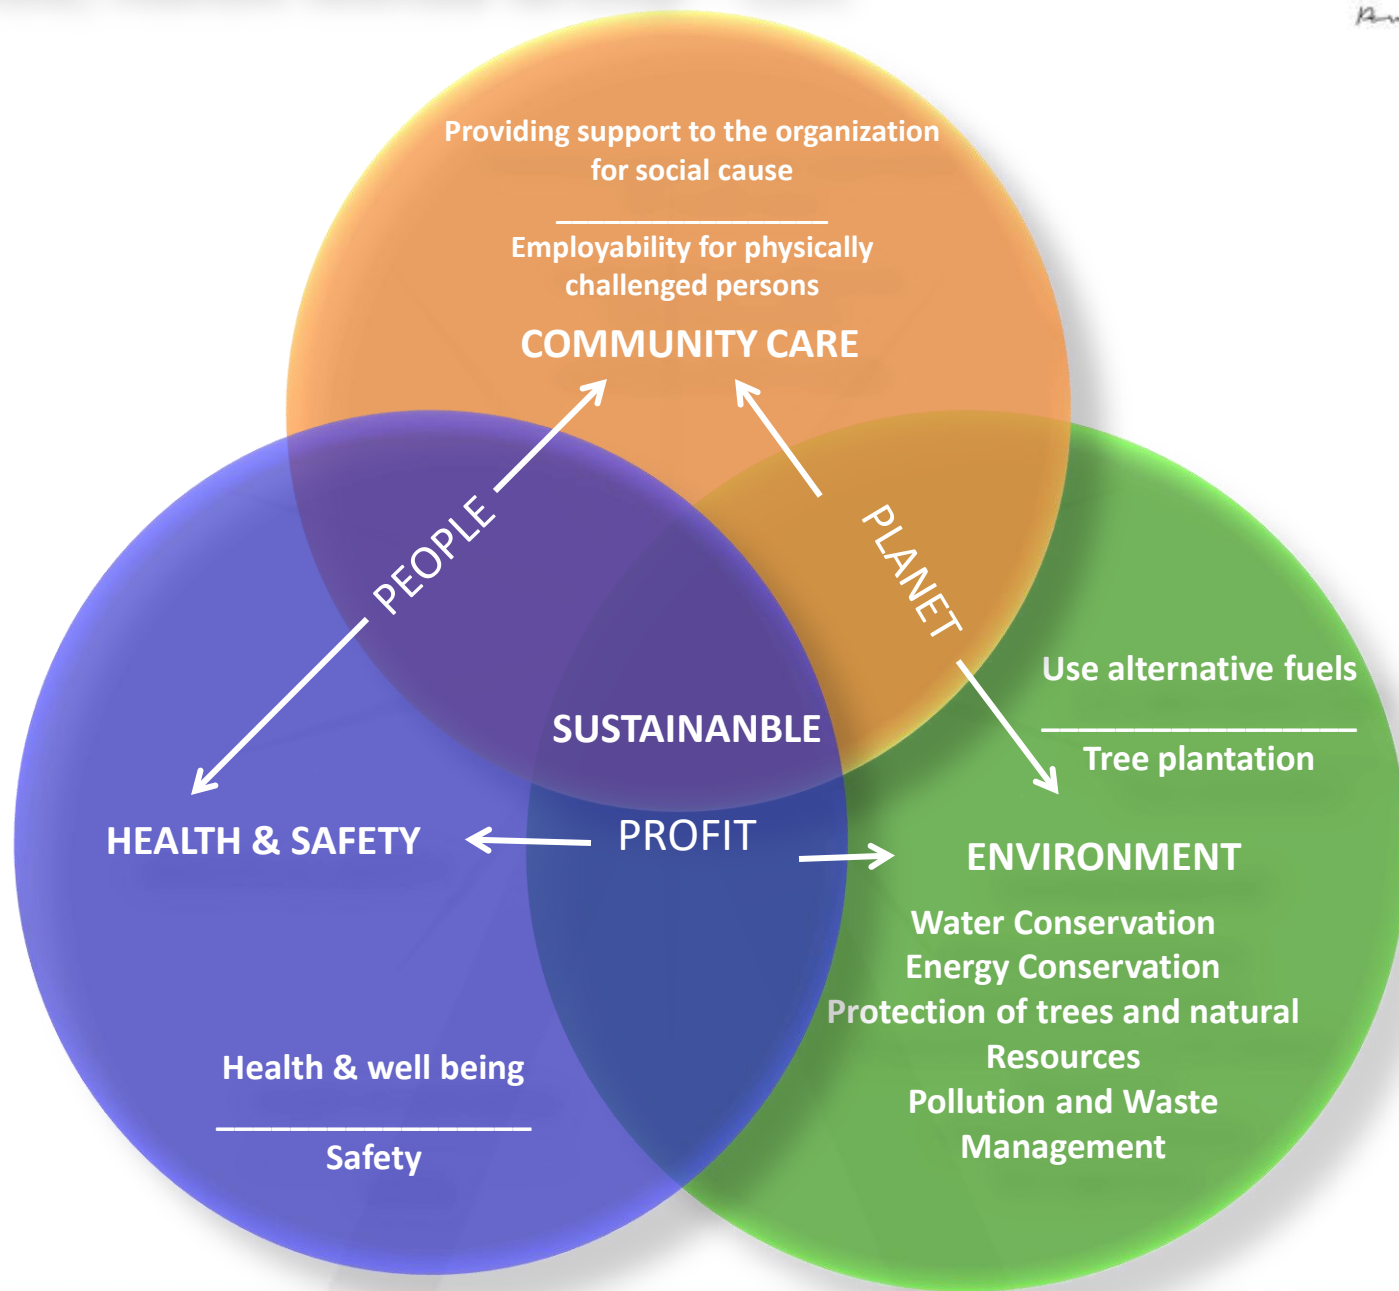 Providing support to the organization
for social cause
Employability for physically
challenged persons
COMMUNITY CARE
PEOPLE
PLANET
Use alternative fuels
Tree plantation
SUSTAINANBLE
PROFIT
HEALTH & SAFETY
ENVIRONMENT
Water Conservation
Energy Conservation
Protection of trees and natural
Resources
Pollution and Waste
Management
Health & well being
Safety